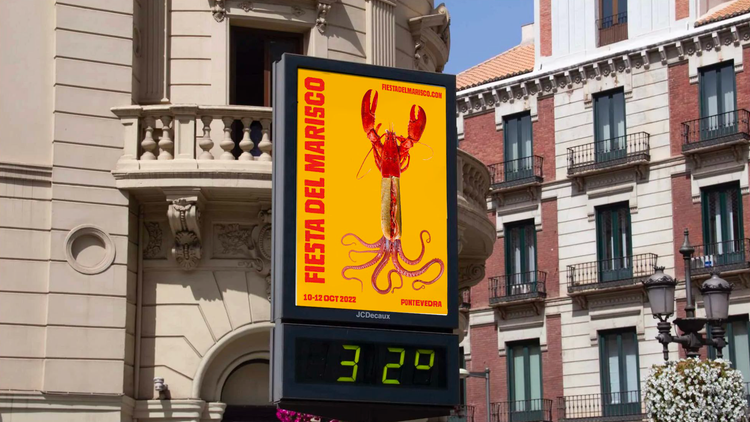 FIESTADELMARISCO.COM
FIESTA DEL MARISCO
10-12 OCT 2022
PONTEVEDRA
JCDecaux
32º